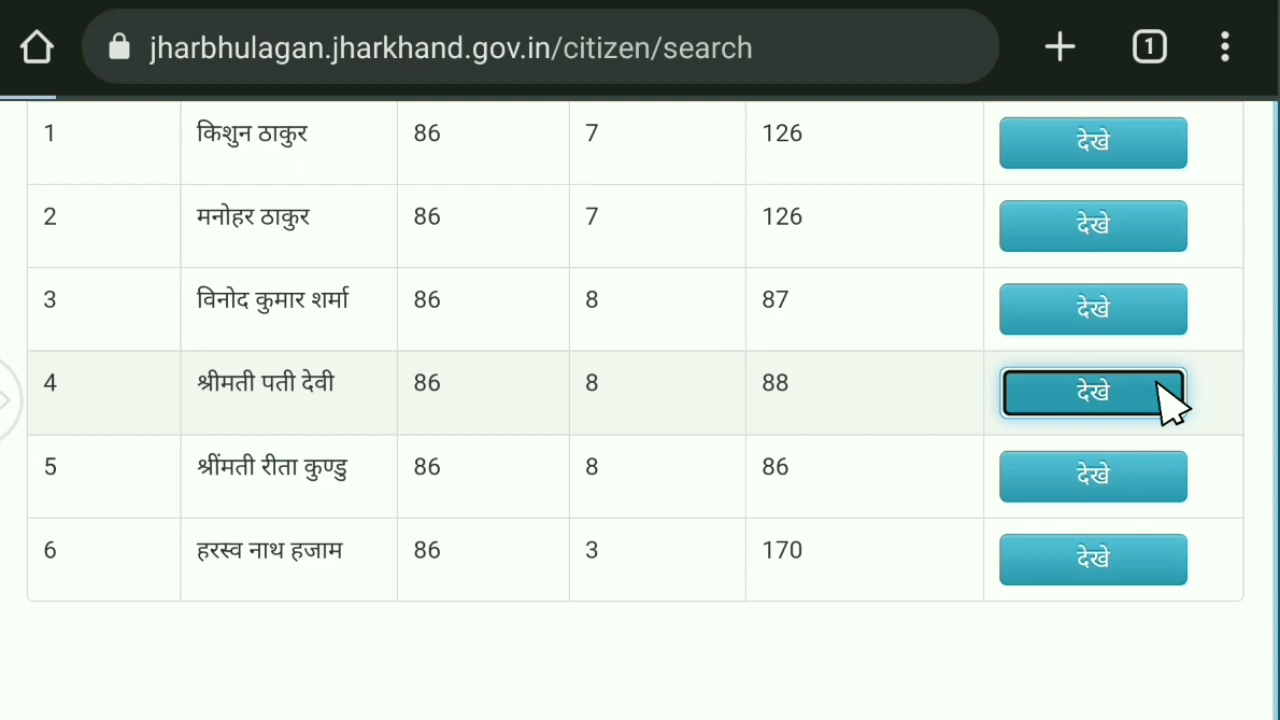 jharbhulagan.jharkhand.gov.in/citizen/search
1
1 किशुन ठाकुर 86 7 126 देखे
2 मनोहर ठाकुर 86 7 126 देखे
3 विनोद कुमार शर्मा 86 8 87 देखे
4 श्रीमती पती देवी 86 8 88 देखे
5 श्रींमती रीता कुण्डु 86 8 86 देखे
6 हरस्व नाथ हजाम 86 3 170 देखे